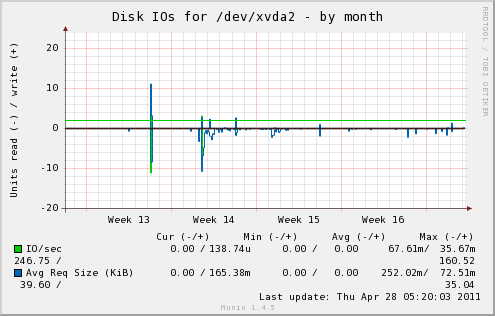 Disk IOs for /dev/xvda2 - by month
RRDTOOL / TOBI OETIKER
Units read (-) / write (+)
20
10
0
-10
-20
Week 13 Week 14 Week 15 Week 16
Cur (-/+) Min (-/+) Avg (-/+) Max (-/+)
IO/sec 0.00 / 138.74u 0.00 / 0.00 67.61m/ 35.67m
246.75 / 160.52
Avg Req Size (KiB) 0.00 / 165.38m 0.00 / 0.00 252.02m/ 72.51m
39.60 / 35.04
Last update: Thu Apr 28 05:20:03 2011
Munin 1.4.5